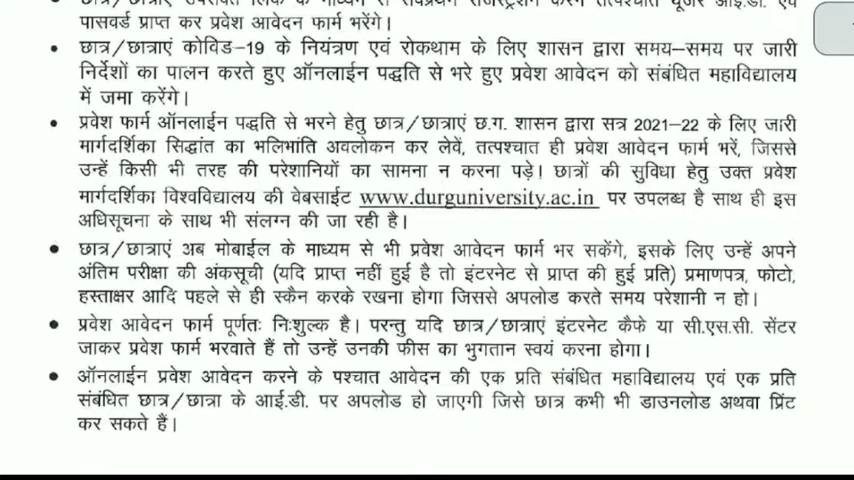 पासवर्ड प्राप्त कर प्रवेश आवेदन फार्म भरेंगे।
• छात्र/छात्राएं कोविड-19 के नियंत्रण एवं रोकथाम के लिए शासन द्वारा समय–समय पर जारी
निर्देशों का पालन करते हुए ऑनलाईन पद्धति से भरे हुए प्रवेश आवेदन को संबंधित महाविद्यालय
में जमा करेंगे।
• प्रवेश फार्म ऑनलाईन पद्धति से भरने हेतु छात्र/छात्राएं छ.ग. शासन द्वारा सत्र 2021–22 के लिए जारी
मार्गदर्शिका सिद्धांत का भलिभांति अवलोकन कर लेवें, तत्पश्चात ही प्रवेश आवेदन फार्म भरें, जिससे
उन्हें किसी भी तरह की परेशानियों का सामना न करना पड़े! छात्रों की सुविधा हेतु उक्त प्रवेश
मार्गदर्शिका विश्वविद्यालय की वेबसाईट www.durguniversity.ac.in पर उपलब्ध है साथ ही इस
अधिसूचना के साथ भी संलग्न की जा रही है।
• छात्र/छात्राएं अब मोबाईल के माध्यम से भी प्रवेश आवेदन फार्म भर सकेंगे, इसके लिए उन्हें अपने
अंतिम परीक्षा की अंकसूची (यदि प्राप्त नहीं हुई है तो इंटरनेट से प्राप्त की हुई प्रति) प्रमाणपत्र, फोटो,
हस्ताक्षर आदि पहले से ही स्कैन करके रखना होगा जिससे अपलोड करते समय परेशानी न हो।
• प्रवेश आवेदन फार्म पूर्णतः निःशुल्क है। परन्तु यदि छात्र/छात्राएं इंटरनेट कैफे या सी.एस.सी. सेंटर
जाकर प्रवेश फार्म भरवाते हैं तो उन्हें उनकी फीस का भुगतान स्वयं करना होगा।
• ऑनलाईन प्रवेश आवेदन करने के पश्चात आवेदन की एक प्रति संबंधित महाविद्यालय एवं एक प्रति
संबंधित छात्र/छात्रा के आई.डी. पर अपलोड हो जाएगी जिसे छात्र कभी भी डाउनलोड अथवा प्रिंट
कर सकते हैं।